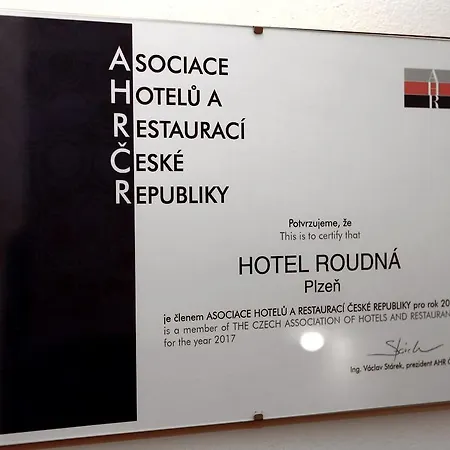 ASOCIACE
HOTELŮ A
RESTAURACÍ
ČESKÉ
REPUBLIKY
AHR
Potvrzujeme, že
This is to certify that
HOTEL ROUDNÁ
Plzeň
je členem ASOCIACE HOTELŮ A RESTAURACÍ ČESKÉ REPUBLIKY pro rok
is a member of THE CZECH ASSOCIATION OF HOTELS AND
for the year 2017
Ing. Václav Stárek, prezident AHR